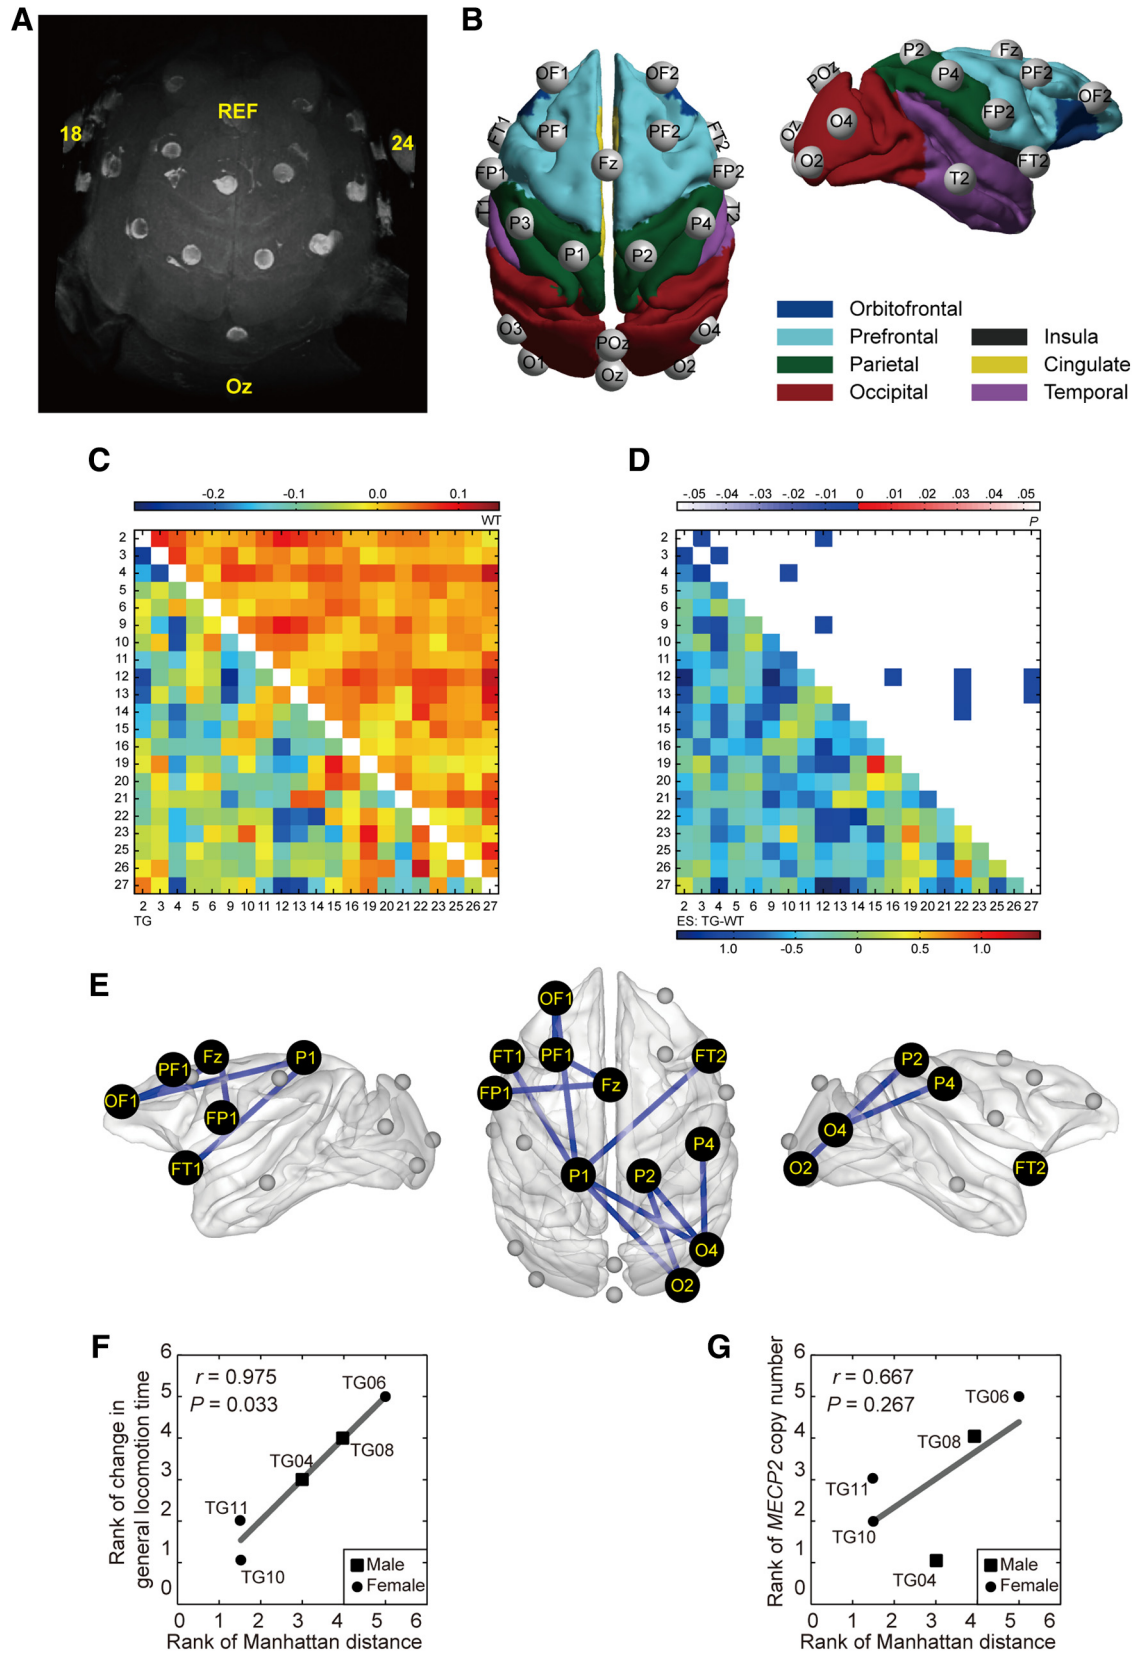 A
REF
18
24
Oz
B
OF1
OF2
FT1
PF1
PF2
FT2
FP1
Fz
FP2
T1
T2
P3
P4
P1
P2
O3
POz
O4
O1
Oz
O2
P2
Fz
POz
P4
PF2
OF2
FP2
Oz
O4
O2
T2
FT2
Orbitofrontal
Prefrontal
Insula
Parietal
Cingulate
Occipital
Temporal
C
-0.2 -0.1 0.0 0.1
WT
2
3
4
5
6
9
10
11
12
13
14
15
16
19
20
21
22
23
25
26
27
2 3 4 5 6 9 10 11 12 13 14 15 16 19 20 21 22 23 25 26 27
TG
D
-.05 -.04 -.03 -.02 -.01 0 .01 .02 .03 .04 .05
P
2
3
4
5
6
9
10
11
12
13
14
15
16
19
20
21
22
23
25
26
27
2 3 4 5 6 9 10 11 12 13 14 15 16 19 20 21 22 23 25 26 27
ES: TG-WT
1.0 -0.5 0 0.5 1.0
E
PF1
Fz
P1
OF1
FP1
FT1
OF1
FT1
PF1
FT2
FP1
Fz
P4
P1
P2
O4
O2
P2
P4
O4
O2
FT2
F
Rank of change in
general locomotion time
6
5
4
3
2
1
0
r = 0.975
P = 0.033
TG06
TG08
TG04
TG11
TG10
Male
Female
0 1 2 3 4 5 6
Rank of Manhattan distance
G
Rank of MECP2 copy number
6
5
4
3
2
1
0
r = 0.667
P = 0.267
TG06
TG08
TG11
TG10
TG04
Male
Female
0 1 2 3 4 5 6
Rank of Manhattan distance